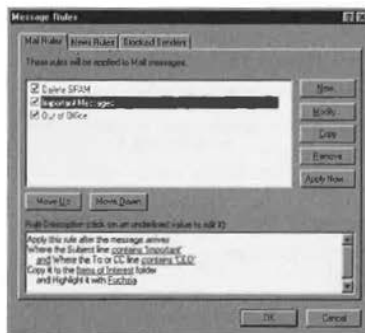 Message Rules
Mail Rules News Rules Blocked Senders
These rules will be applied to Mail messages.
Delete SPAM
Important Messages
Out of Office
New...
Modify...
Copy
Remove
Apply Now...
Move Up Move Down
Rule Description (click on an underlined value to edit it):
Apply this rule after the message arrives
Where the Subject line contains 'Important'
and Where the To or CC line contains 'CEO'
Copy it to the Items of Interest folder
and Highlight it with Fuchsia
OK Cancel